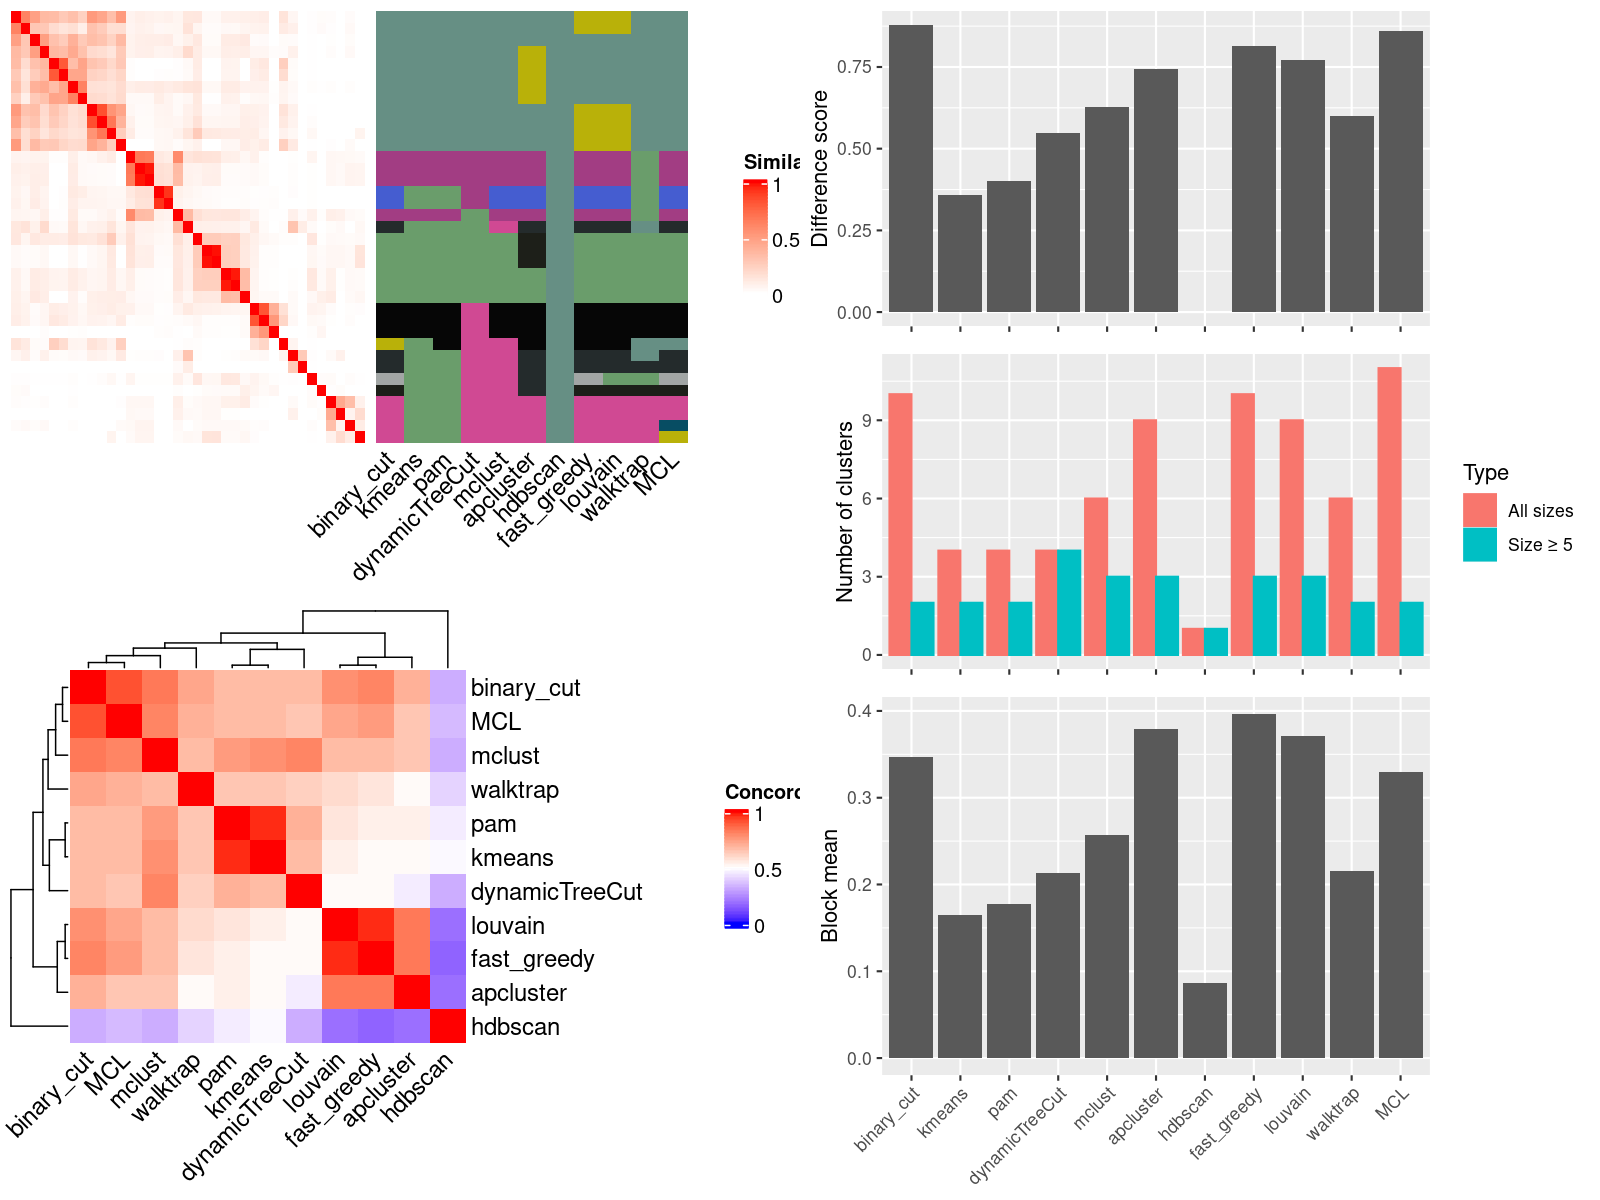 Simila
1
0.5
0
binary_cut
kmeans
pam
dynamicTreeCut
mclust
apcluster
hdbscan
fast_greedy
louvain
walktrap
MCL
binary_cut
MCL
mclust
walktrap
pam
kmeans
dynamicTreeCut
louvain
fast_greedy
apcluster
hdbscan
binary_cut
MCL
mclust
walktrap
pam
kmeans
dynamicTreeCut
louvain
fast_greedy
apcluster
hdbscan
Concord
1
0.5
0
Difference score
0.75
0.50
0.25
0.00
Number of clusters
9
6
3
0
Type
All sizes
Size ≥ 5
Block mean
0.4
0.3
0.2
0.1
0.0
binary_cut
kmeans
pam
dynamicTreeCut
mclust
apcluster
hdbscan
fast_greedy
louvain
walktrap
MCL